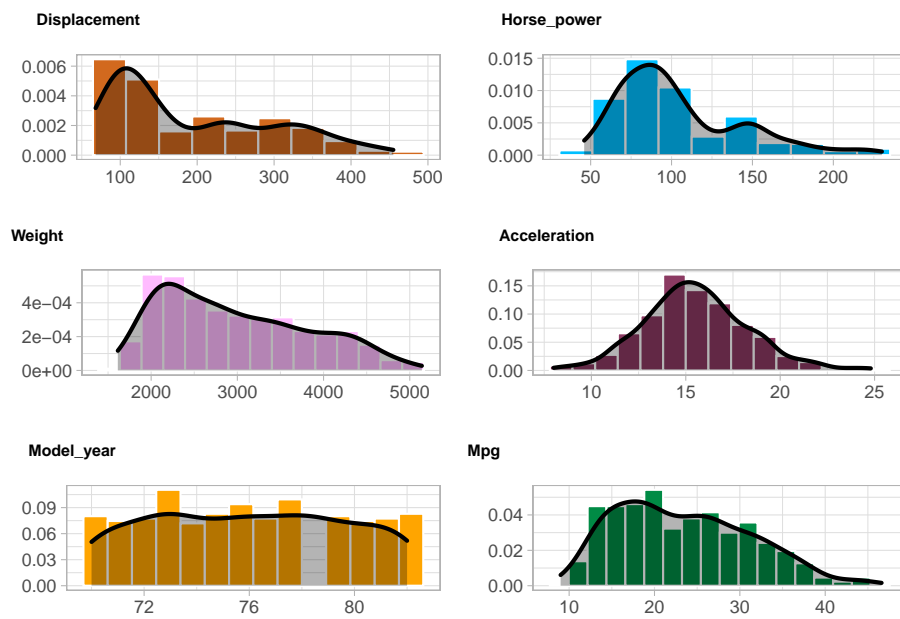 Displacement Horse_power
0.006 0.015
0.004 0.010
0.002 0.005
0.000 0.000
100 200 300 400 500 50 100 150 200
Weight Acceleration
0.15
4e−04 0.10
2e−04 0.05
0e+00 0.00
2000 3000 4000 5000 10 15 20 25
Model_year Mpg
0.09 0.04
0.06 0.02
0.03
0.00 0.00
72 76 80 10 20 30 40